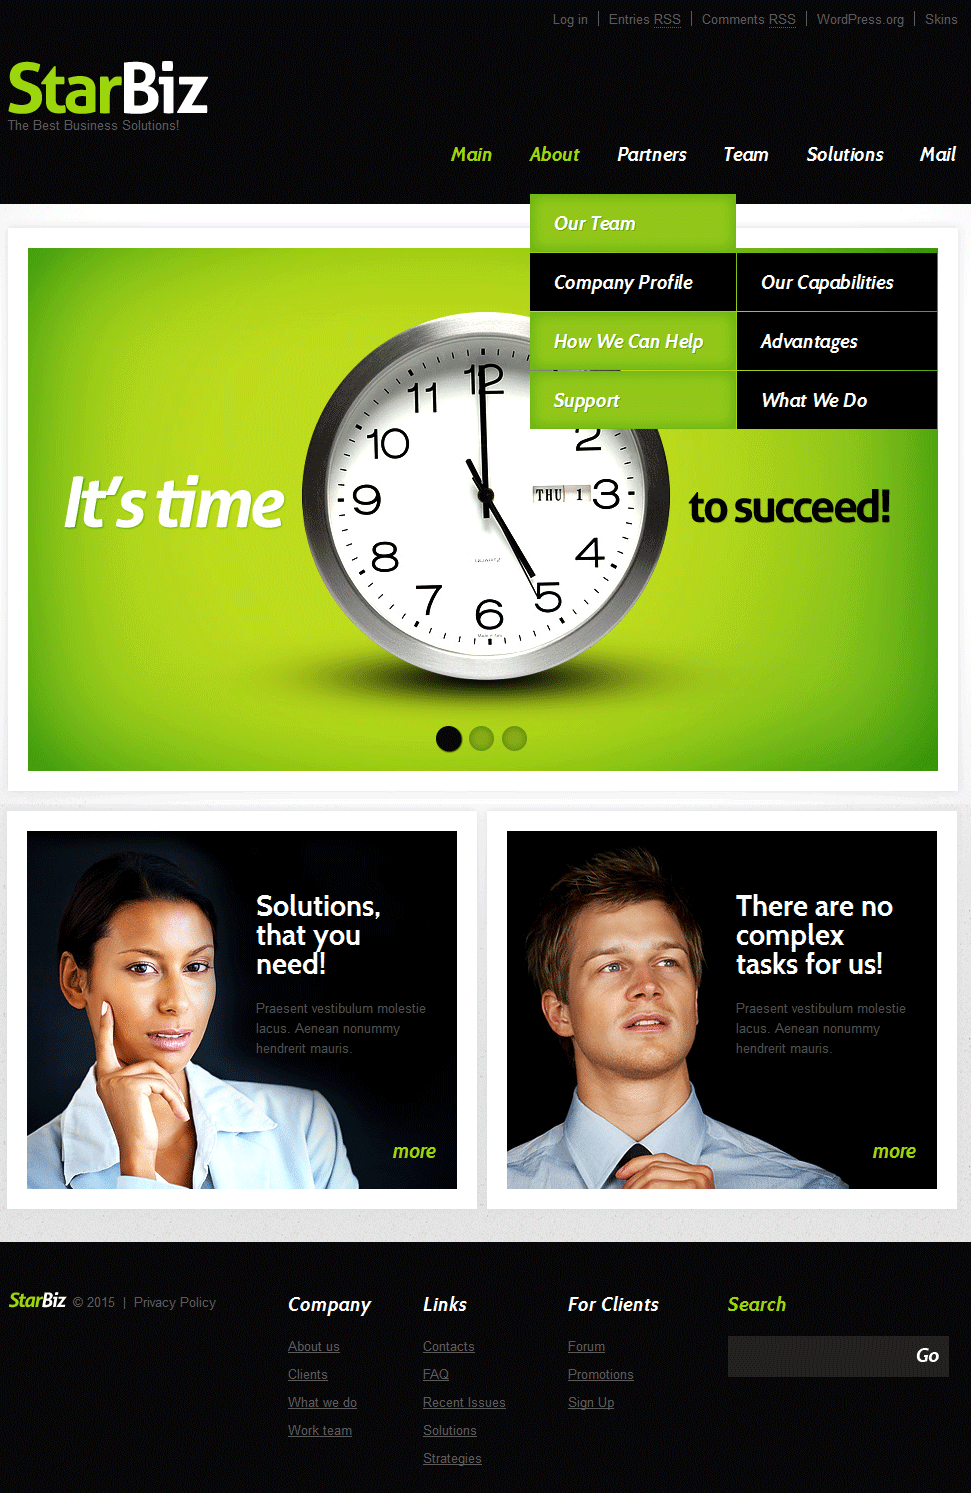 Log in | Entries RSS | Comments RSS | WordPress.org | Skins
StarBiz
The Best Business Solutions!
Main About Partners Team Solutions Mail
Our Team
Company Profile Our Capabilities
How We Can Help Advantages
Support What We Do
12
11
10 2
It's time
9 THU 1 3
to succeed!
8 4
QUARTZ
7 5
6
Solutions,
that you
need!
Praesent vestibulum molestie
lacus. Aenean nonummy
hendrerit mauris.
more
There are no
complex
tasks for us!
Praesent vestibulum molestie
lacus. Aenean nonummy
hendrerit mauris.
more
StarBiz © 2015 | Privacy Policy
Company
About us
Clients
What we do
Work team
Links
Contacts
FAQ
Recent Issues
Solutions
Strategies
For Clients
Forum
Promotions
Sign Up
Search
Go